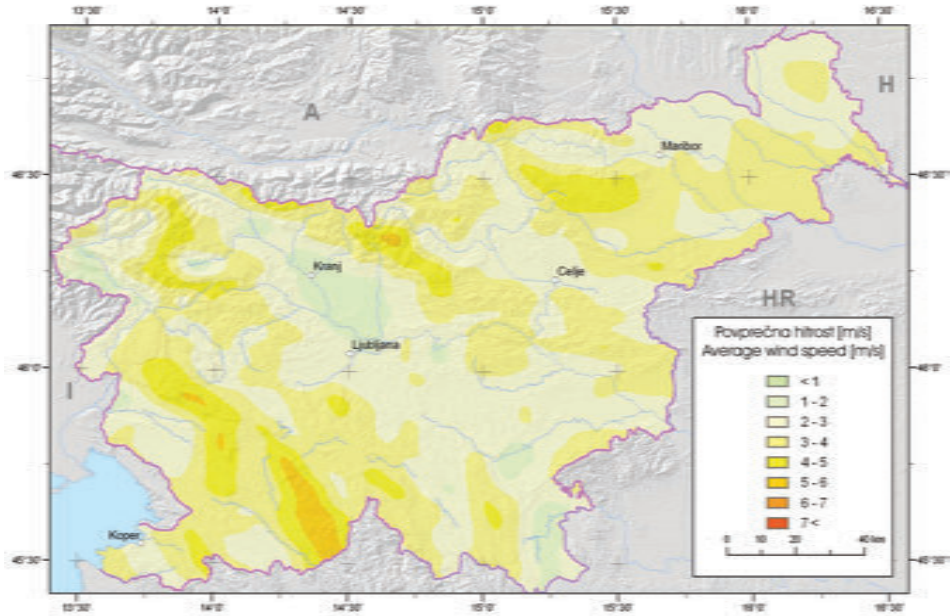 13°30' 14°0' 14°30' 15°0' 15°30' 16°0' 16°30'
A
H
Maribor
46°30' 46°30'
Kranj
Celje
HR
Ljubljana
46°0' 46°0'
I
Povprečna hitrost [m/s]
Average wind speed [m/s]
< 1
1 - 2
2 - 3
3 - 4
4 - 5
5 - 6
6 - 7
7 <
0 10 20 40 km
Koper
45°30' 45°30'
13°30' 14°0' 14°30' 15°0' 15°30' 16°0' 16°30'